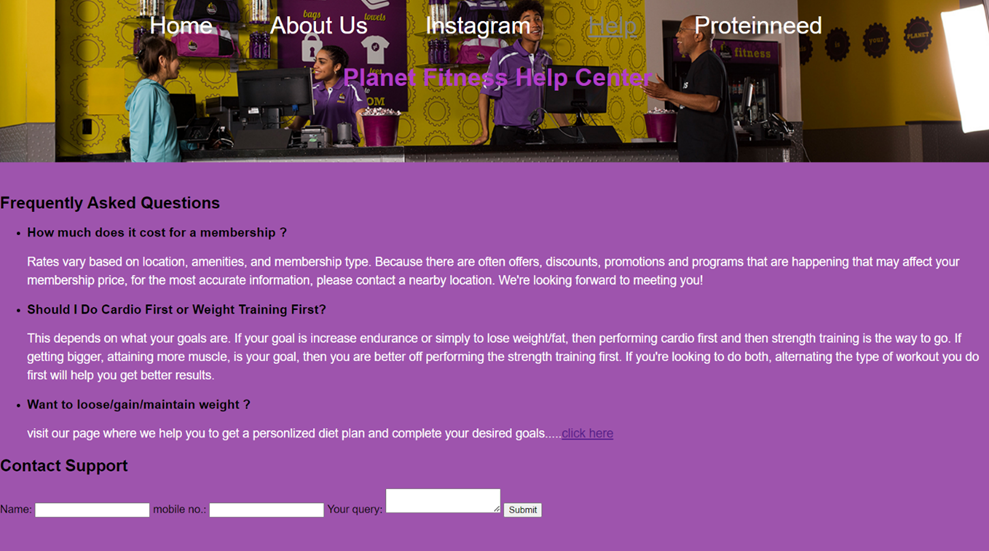 Home About Us Instagram Help Proteinneed
bags
towels
tees
fitness
it
your
PLANET
Planet Fitness Help Center
Frequently Asked Questions
• How much does it cost for a membership ?
Rates vary based on location, amenities, and membership type. Because there are often offers, discounts, promotions and programs that are happening that may affect your
membership price, for the most accurate information, please contact a nearby location. We're looking forward to meeting you!
• Should I Do Cardio First or Weight Training First?
This depends on what your goals are. If your goal is increase endurance or simply to lose weight/fat, then performing cardio first and then strength training is the way to go. If
getting bigger, attaining more muscle, is your goal, then you are better off performing the strength training first. If you're looking to do both, alternating the type of workout you do
first will help you get better results.
• Want to loose/gain/maintain weight ?
visit our page where we help you to get a personlized diet plan and complete your desired goals.....click here
Contact Support
Name: mobile no.: Your query: Submit